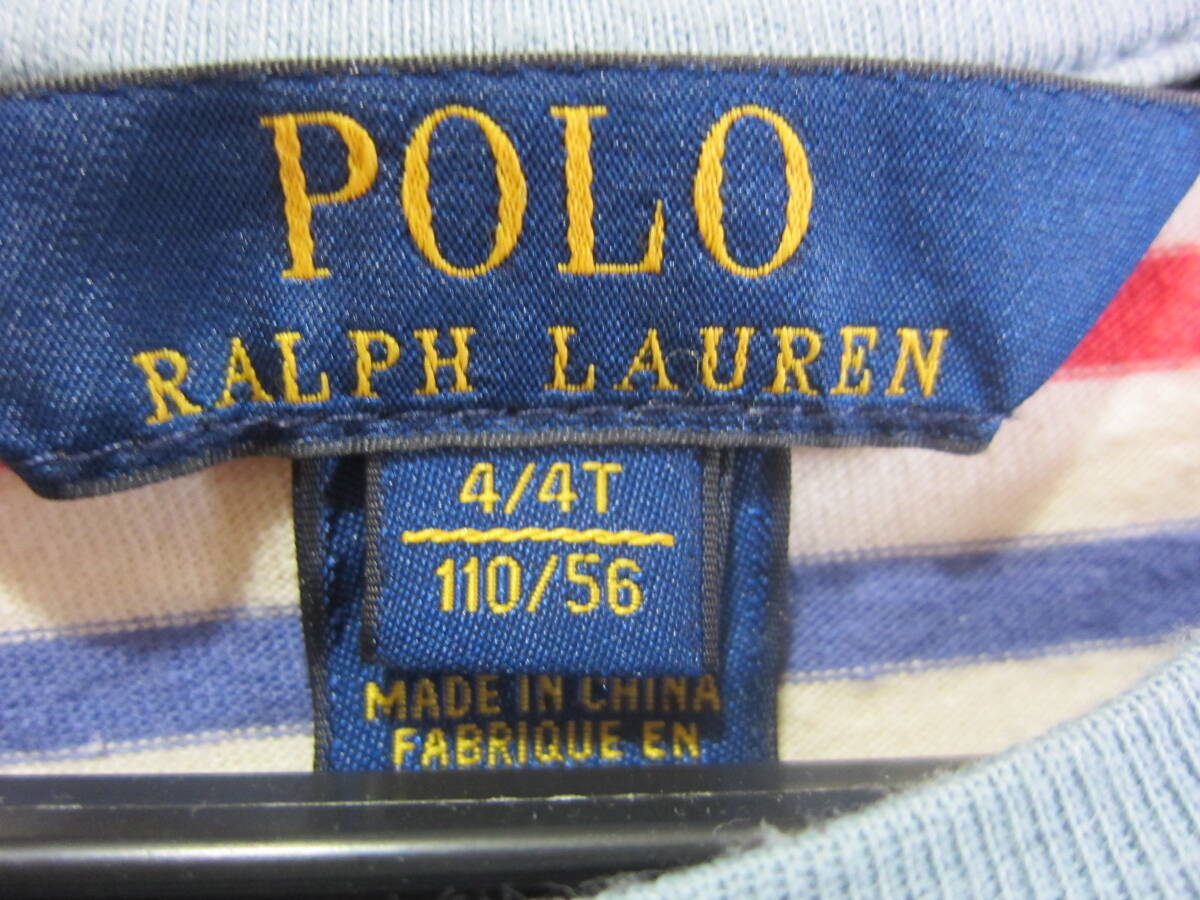 POLO
RALPH LAUREN
4/4T
110/56
MADE IN CHINA
FABRIQUE EN